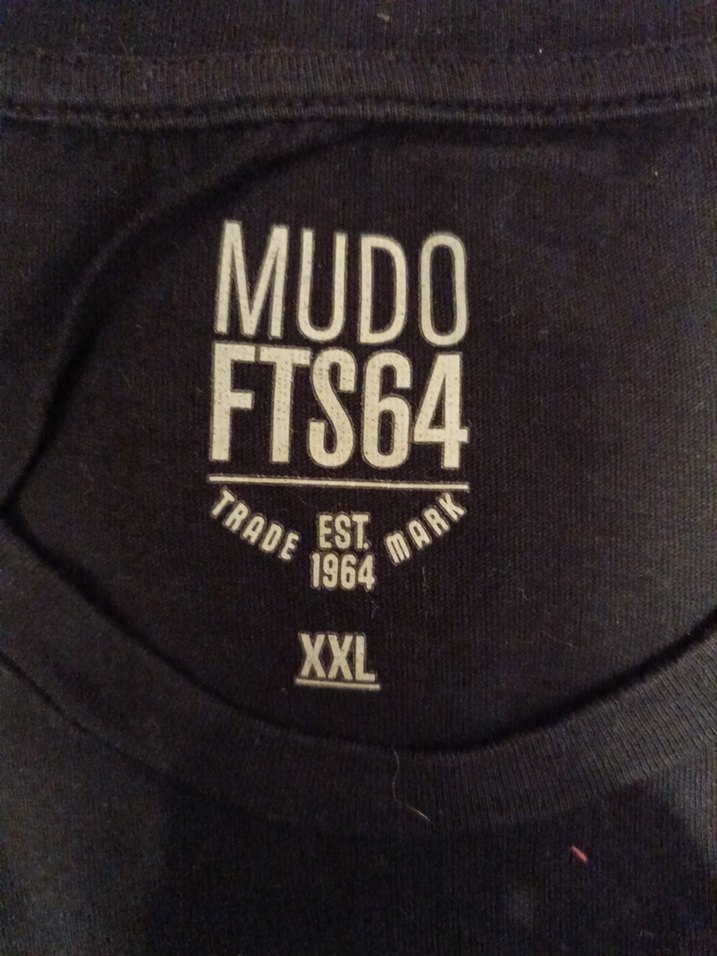 MUDO
FTS64
TRADE EST. MARK
1964
XXL